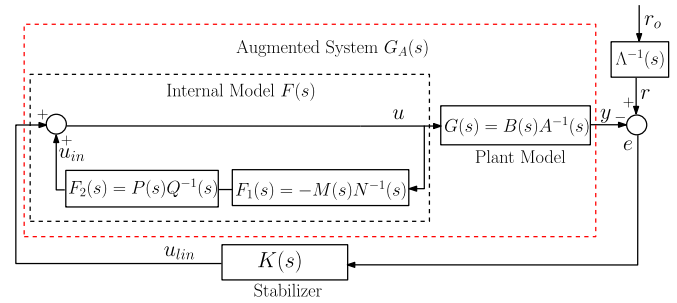 r_o
Augmented System G_A(s)
Λ^{-1}(s)
Internal Model F(s)
r
+
u
G(s) = B(s)A^{-1}(s)
y
+
−
+
u_{in}
e
Plant Model
F_2(s) = P(s)Q^{-1}(s)
F_1(s) = −M(s)N^{-1}(s)
u_{lin}
K(s)
Stabilizer